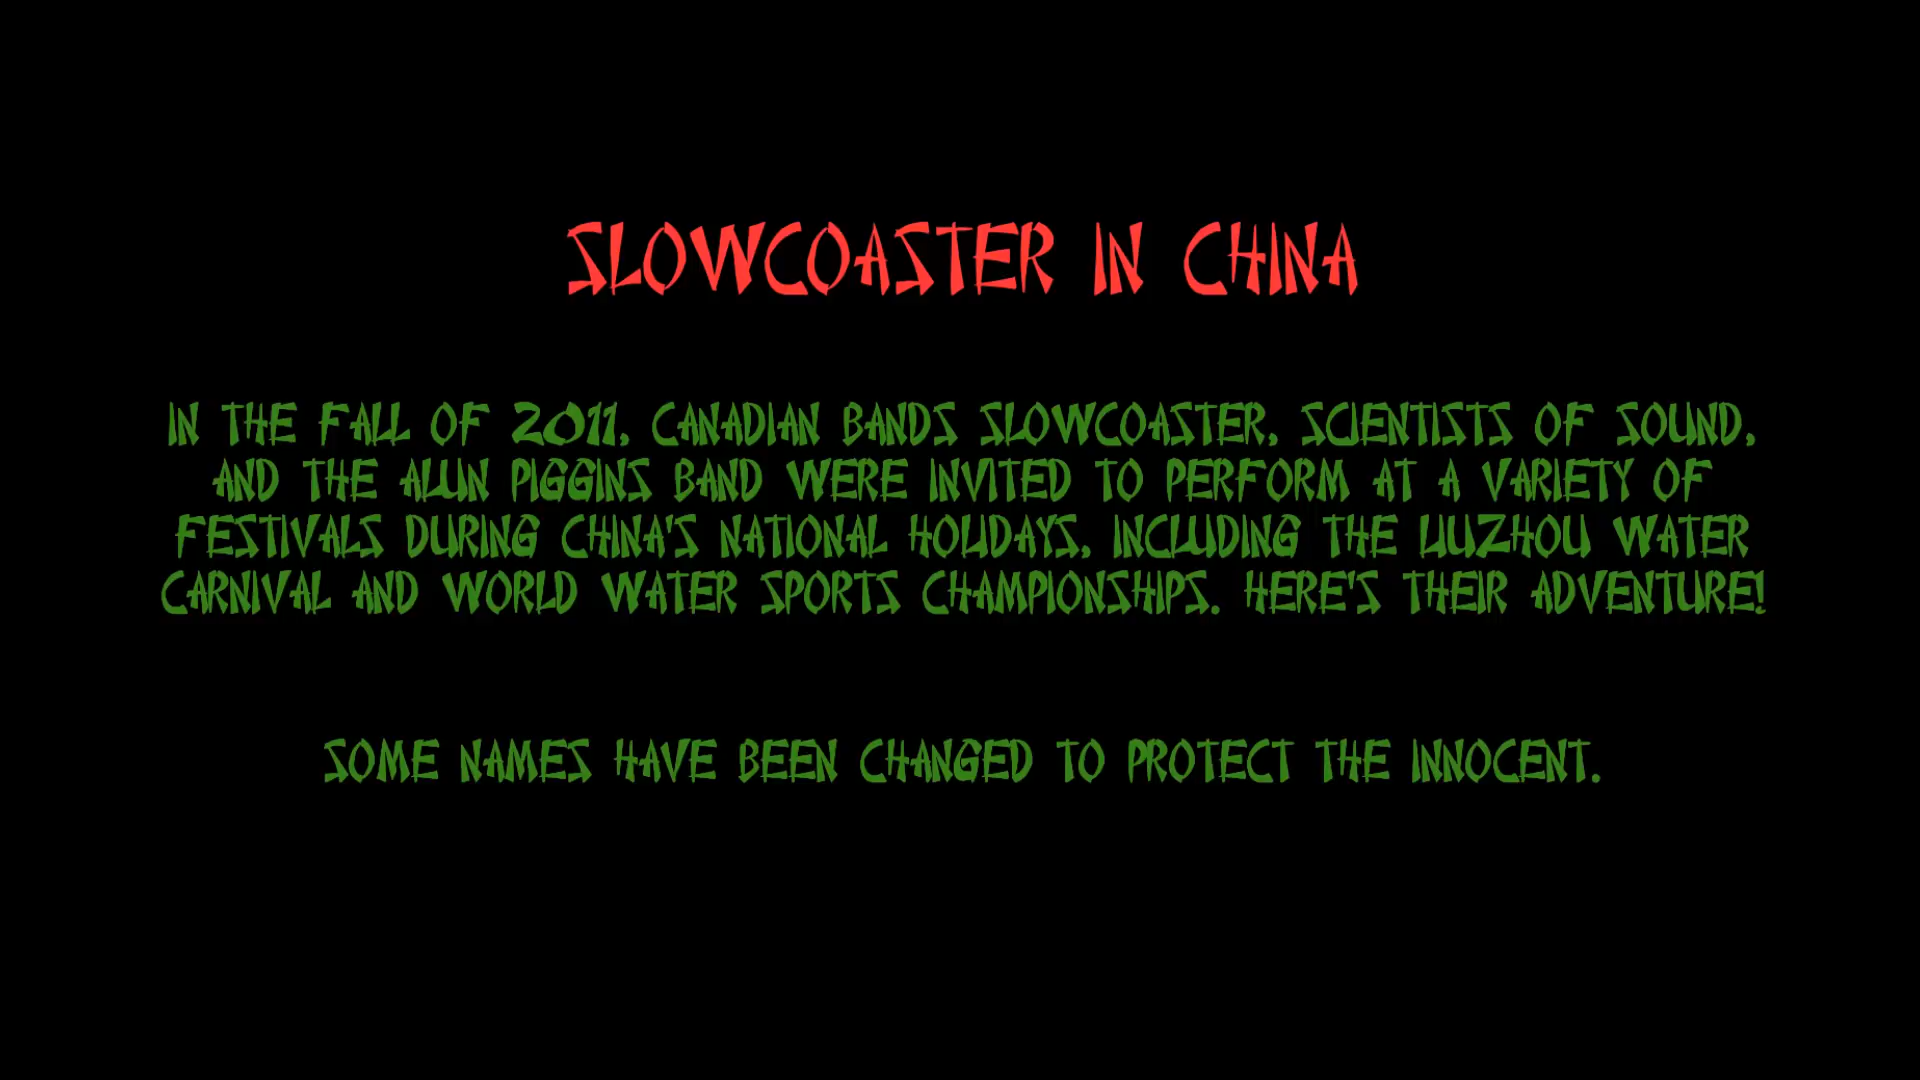 SLOWCOASTER IN CHINA
IN THE FALL OF 2011, CANADIAN BANDS SLOWCOASTER, SCIENTISTS OF SOUND,
AND THE ALUN PIGGINS BAND WERE INVITED TO PERFORM AT A VARIETY OF
FESTIVALS DURING CHINA'S NATIONAL HOLIDAYS, INCLUDING THE LIUZHOU WATER
CARNIVAL AND WORLD WATER SPORTS CHAMPIONSHIPS. HERE'S THEIR ADVENTURE!
SOME NAMES HAVE BEEN CHANGED TO PROTECT THE INNOCENT.